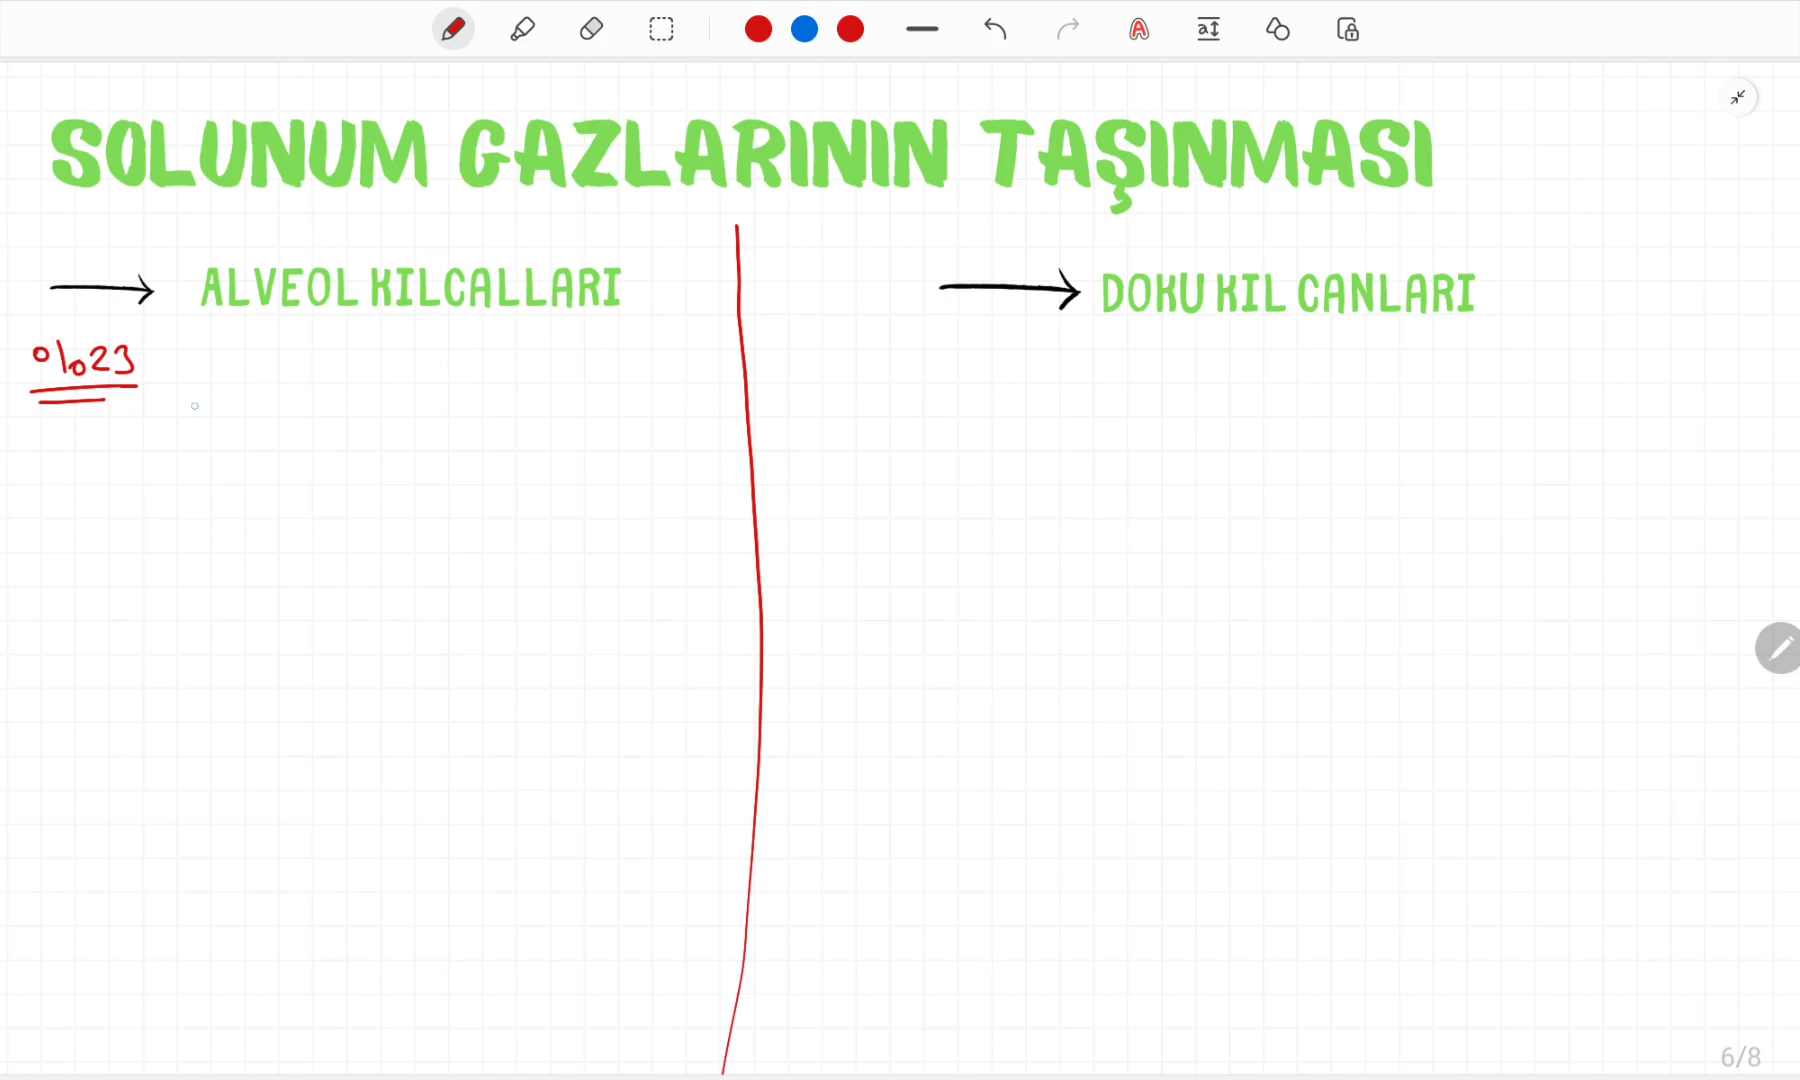 SOLUNUM GAZLARININ TAŞINMASI
ALVEOL KILCALLARI
DOKU KIL CANLARI
%23
6/8